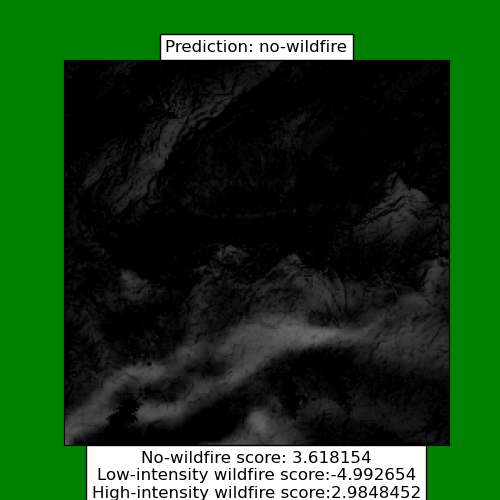 Prediction: no-wildfire
No-wildfire score: 3.618154
Low-intensity wildfire score:-4.992654
High-intensity wildfire score:2.9848452